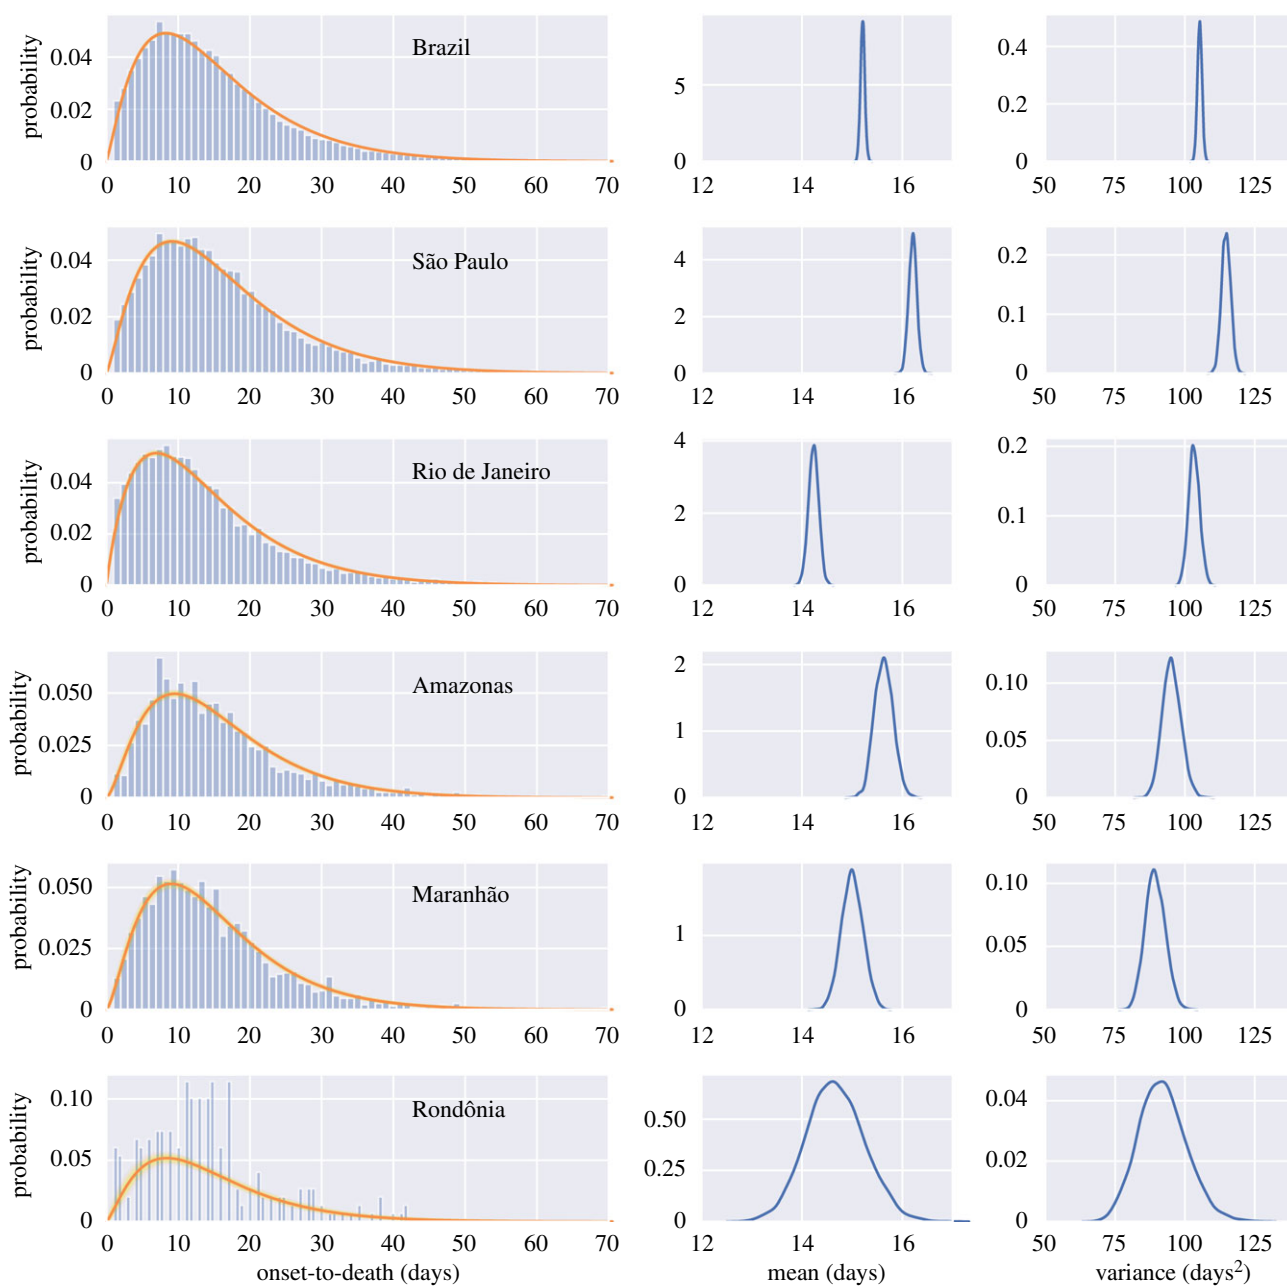 probability
0.04
0.02
0
Brazil
0 10 20 30 40 50 60 70
5
0
12 14 16
0.4
0.2
0
50 75 100 125
probability
0.04
0.02
0
São Paulo
0 10 20 30 40 50 60 70
4
2
0
12 14 16
0.2
0.1
0
50 75 100 125
probability
0.04
0.02
0
Rio de Janeiro
0 10 20 30 40 50 60 70
4
2
0
12 14 16
0.2
0.1
0
50 75 100 125
probability
0.050
0.025
0
Amazonas
0 10 20 30 40 50 60 70
2
1
0
12 14 16
0.10
0.05
0
50 75 100 125
probability
0.050
0.025
0
Maranhão
0 10 20 30 40 50 60 70
1
0
12 14 16
0.10
0.05
0
50 75 100 125
probability
0.10
0.05
0
Rondônia
0 10 20 30 40 50 60 70
onset-to-death (days)
0.50
0.25
0
12 14 16
mean (days)
0.04
0.02
0
50 75 100 125
variance (days²)